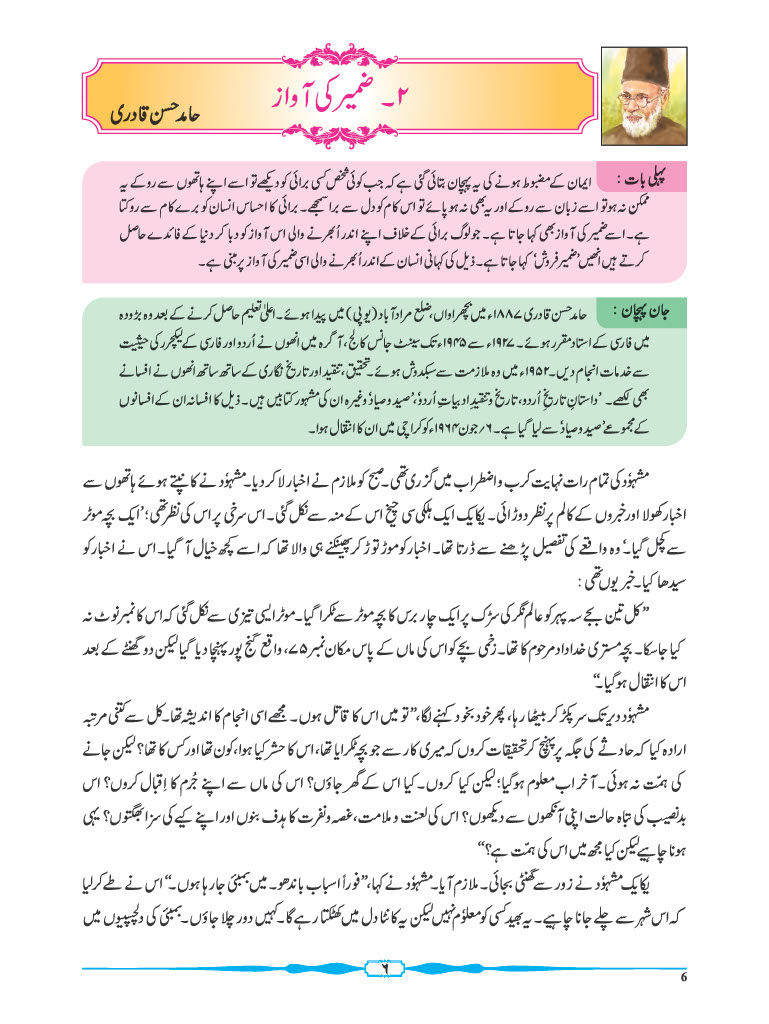 ۲۔ ضمیر کی آواز
حامد حسن قادری
پہلی بات : ایمان کے مضبوط ہونے کی یہ پہچان بتائی گئی ہے کہ جب کوئی شخص کسی برائی کو دیکھے تو اسے اپنے ہاتھوں سے روکے یہ
ممکن نہ ہو تو اسے زبان سے روکے اور یہ بھی نہ ہو پائے تو اس کام کو دل سے برا سمجھے۔ برائی کا احساس انسان کو برے کام سے روکتا
ہے۔ اسے ضمیر کی آواز بھی کہا جاتا ہے۔ جو لوگ برائی کے خلاف اپنے اندر اُبھرنے والی اس آواز کو دبا کر دنیا کے فائدے حاصل
کرتے ہیں انھیں ’ضمیر فروش‘ کہا جاتا ہے۔ ذیل کی کہانی انسان کے اندر اُبھرنے والی اسی ضمیر کی آواز پر مبنی ہے۔
جان پہچان : حامد حسن قادری ۱۸۸۷ء میں بچھراواں، ضلع مراد آباد (یوپی) میں پیدا ہوئے۔ اعلیٰ تعلیم حاصل کرنے کے بعد وہ بڑودہ
میں فارسی کے استاد مقرر ہوئے۔ ۱۹۲۷ء سے ۱۹۴۵ء تک سینٹ جانس کالج، آگرہ میں انھوں نے اُردو اور فارسی کے لیکچرر کی حیثیت
سے خدمات انجام دیں۔ ۱۹۵۲ء میں وہ ملازمت سے سبکدوش ہوئے۔ تحقیق، تنقید اور تاریخ نگاری کے ساتھ ساتھ انھوں نے افسانے
بھی لکھے۔ ’داستانِ تاریخِ اُردو، تاریخ و تنقیدِ ادبیاتِ اُردو‘، ’صید و صیاد‘ وغیرہ ان کی مشہور کتابیں ہیں۔ ذیل کا افسانہ ان کے افسانوں
کے مجموعے ’صید و صیاد‘ سے لیا گیا ہے۔ ۶؍ جون ۱۹۶۴ء کو کراچی میں ان کا انتقال ہوا۔
مشہوٗد کی تمام رات نہایت کرب و اضطراب میں گزری تھی۔ صبح کو ملازم نے اخبار لا کر دیا۔ مشہوٗد نے کانپتے ہوئے ہاتھوں سے
اخبار کھولا اور خبروں کے کالم پر نظر دوڑائی۔ یکایک ایک ہلکی سی چیخ اس کے منہ سے نکل گئی۔ اس سرخی پر اس کی نظر تھی؛ ’ایک بچہ موٹر
سے کچل گیا۔‘ وہ واقعے کی تفصیل پڑھنے سے ڈرتا تھا۔ اخبار کو موڑ توڑ کر پھینکنے ہی والا تھا کہ اسے کچھ خیال آ گیا۔ اس نے اخبار کو
سیدھا کیا۔ خبر یوں تھی :
”کل تین بجے سہ پہر کو عالم نگر کی سڑک پر ایک چار برس کا بچہ موٹر سے ٹکرا گیا۔ موٹر ایسی تیزی سے نکل گئی کہ اس کا نمبر نوٹ نہ
کیا جا سکا۔ بچہ مستری خداداد مرحوم کا تھا۔ زخمی بچے کو اس کی ماں کے پاس مکان نمبر ۷۵، واقع گنج پور پہنچا دیا گیا لیکن دو گھنٹے کے بعد
اس کا انتقال ہو گیا۔“
مشہوٗد دیر تک سر پکڑ کر بیٹھا رہا، پھر خود بخود کہنے لگا، ”تو میں اس کا قاتل ہوں۔ مجھے اسی انجام کا اندیشہ تھا۔ کل سے کتنی مرتبہ
ارادہ کیا کہ حادثے کی جگہ پر پہنچ کر تحقیقات کروں کہ میری کار سے جو بچہ ٹکرایا تھا، اس کا حشر کیا ہوا، کون تھا اور کس کا تھا؟ لیکن جانے
کی ہمّت نہ ہوئی۔ آخر اب معلوم ہو گیا؛ لیکن کیا کروں۔ کیا اس کے گھر جاؤں؟ اس کی ماں سے اپنے جُرم کا اِقبال کروں؟ اس
بدنصیب کی تباہ حالت اپنی آنکھوں سے دیکھوں؟ اس کی لعنت و ملامت، غصہ و نفرت کا ہدف بنوں اور اپنے کیے کی سزا بھگتوں؟ یہی
ہونا چاہیے لیکن کیا مجھ میں اس کی ہمّت ہے؟“
یکایک مشہوٗد نے زور سے گھنٹی بجائی۔ ملازم آیا۔ مشہوٗد نے کہا، ”فوراً اسباب باندھو۔ میں بمبئی جا رہا ہوں۔“ اس نے طے کر لیا
کہ اس شہر سے چلے جانا چاہیے۔ یہ بھید کسی کو معلوٗم نہیں لیکن یہ کانٹا دل میں کھٹکتا رہے گا۔ کہیں دور چلا جاؤں۔ بمبئی کی دلچسپیوں میں
۶
6